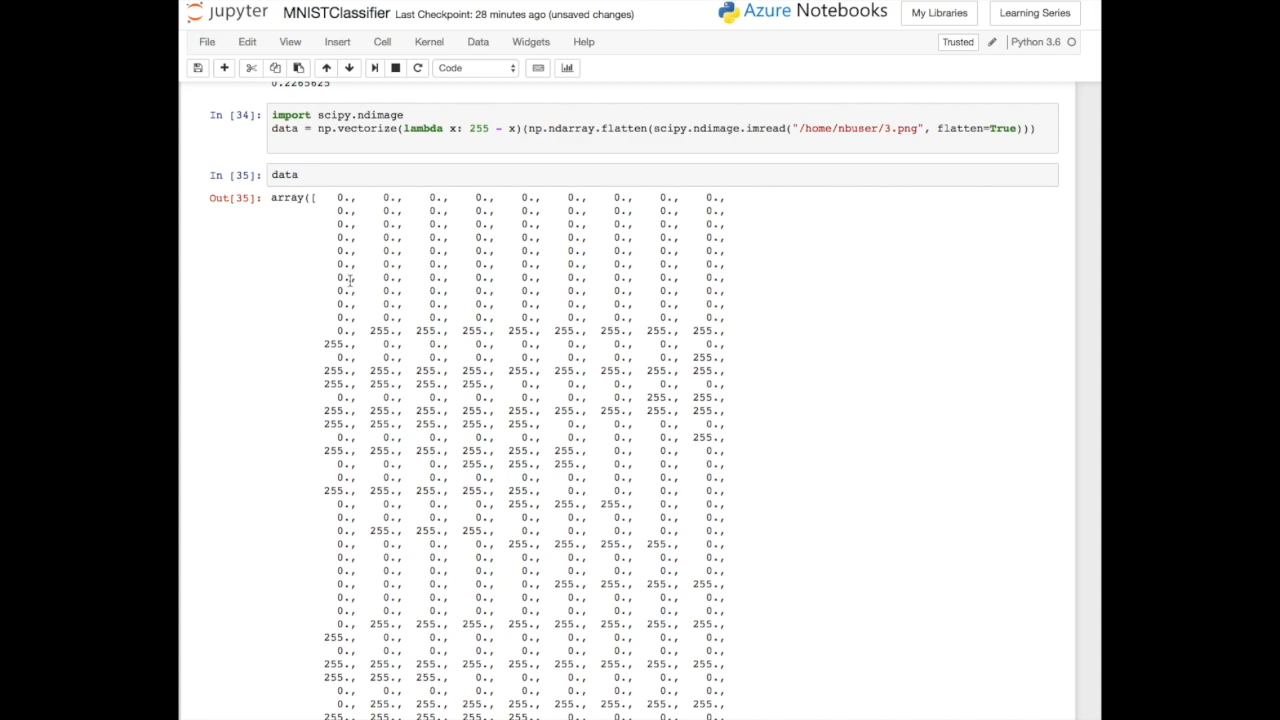 jupyter MNISTClassifier Last Checkpoint: 28 minutes ago (unsaved changes) Azure Notebooks My Libraries Learning Series
File Edit View Insert Cell Kernel Data Widgets Help Trusted Python 3.6
Code
0.2265625
In [34]: import scipy.ndimage
data = np.vectorize(lambda x: 255 - x)(np.ndarray.flatten(scipy.ndimage.imread("/home/nbuser/3.png", flatten=True)))
In [35]: data
Out[35]: array([ 0., 0., 0., 0., 0., 0., 0., 0., 0.,
0., 0., 0., 0., 0., 0., 0., 0., 0.,
0., 0., 0., 0., 0., 0., 0., 0., 0.,
0., 0., 0., 0., 0., 0., 0., 0., 0.,
0., 0., 0., 0., 0., 0., 0., 0., 0.,
0., 0., 0., 0., 0., 0., 0., 0., 0.,
0., 0., 0., 0., 0., 0., 0., 0., 0.,
0., 0., 0., 0., 0., 0., 0., 0., 0.,
0., 0., 0., 0., 0., 0., 0., 0., 0.,
0., 0., 0., 0., 0., 0., 0., 0., 0.,
0., 255., 255., 255., 255., 255., 255., 255., 255.,
255., 0., 0., 0., 0., 0., 0., 0., 0.,
0., 0., 0., 0., 0., 0., 0., 0., 255.,
255., 255., 255., 255., 255., 255., 255., 255., 255.,
255., 255., 255., 255., 0., 0., 0., 0., 0.,
0., 0., 0., 0., 0., 0., 0., 255., 255.,
255., 255., 255., 255., 255., 255., 255., 255., 255.,
255., 255., 255., 255., 255., 0., 0., 0., 0.,
0., 0., 0., 0., 0., 0., 0., 0., 255.,
255., 255., 255., 255., 255., 255., 0., 0., 0.,
0., 0., 0., 255., 255., 255., 0., 0., 0.,
0., 0., 0., 0., 0., 0., 0., 0., 0.,
255., 255., 255., 255., 255., 0., 0., 0., 0.,
0., 0., 0., 0., 255., 255., 255., 0., 0.,
0., 0., 0., 0., 0., 0., 0., 0., 0.,
0., 255., 255., 255., 0., 0., 0., 0., 0.,
0., 0., 0., 0., 255., 255., 255., 255., 0.,
0., 0., 0., 0., 0., 0., 0., 0., 0.,
0., 0., 0., 0., 0., 0., 0., 0., 0.,
0., 0., 0., 0., 0., 255., 255., 255., 255.,
0., 0., 0., 0., 0., 0., 0., 0., 0.,
0., 0., 0., 0., 0., 0., 0., 0., 0.,
0., 255., 255., 255., 255., 255., 255., 255., 255.,
255., 0., 0., 0., 0., 0., 0., 0., 0.,
0., 0., 0., 0., 0., 0., 0., 0., 0.,
255., 255., 255., 255., 255., 255., 255., 255., 255.,
255., 255., 255., 0., 0., 0., 0., 0., 0.,
0., 0., 0., 0., 0., 0., 0., 0., 0.,
0., 255., 255., 255., 255., 255., 255., 255., 255.,
255., 255., 255., 255., 255., 0., 0., 0., 0.,